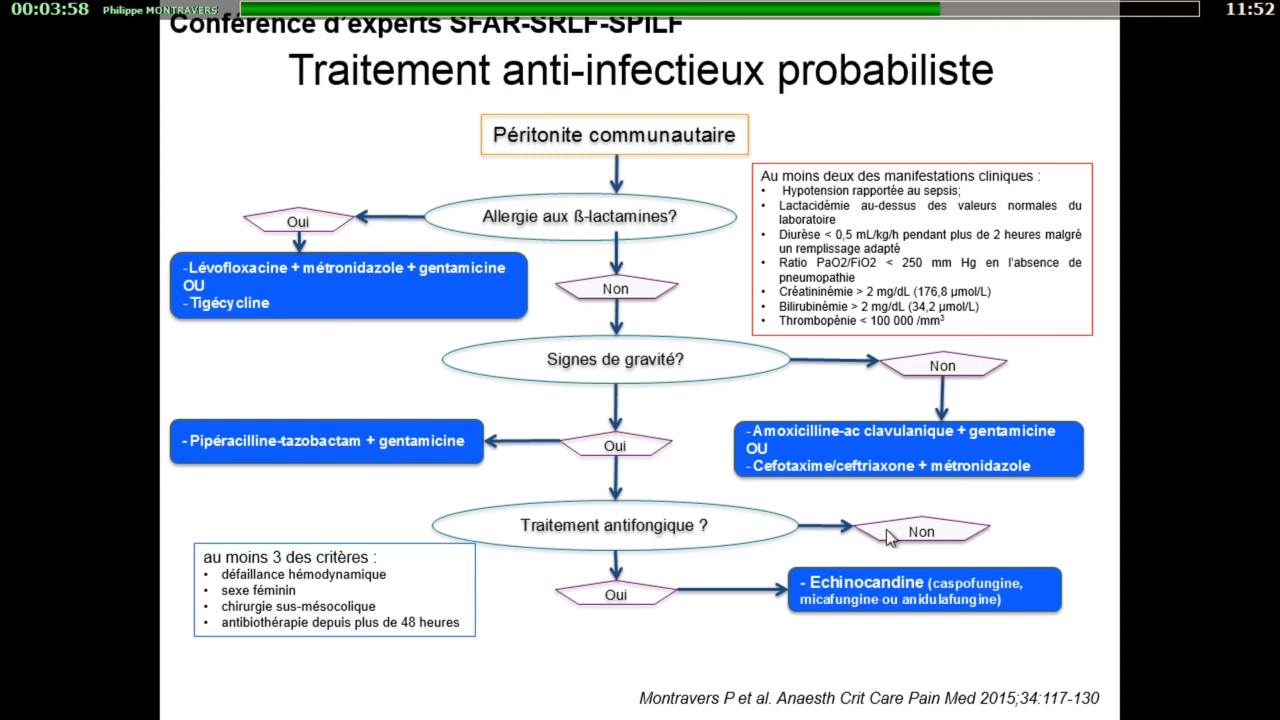 00:03:58 Philippe MONTRAVERS 11:52
Conférence d'experts SFAR-SRLF-SPILF
Traitement anti-infectieux probabiliste
Péritonite communautaire
Au moins deux des manifestations cliniques :
• Hypotension rapportée au sepsis;
• Lactacidémie au-dessus des valeurs normales du
laboratoire
• Diurèse < 0,5 mL/kg/h pendant plus de 2 heures malgré
un remplissage adapté
• Ratio PaO2/FiO2 < 250 mm Hg en l'absence de
pneumopathie
• Créatininémie > 2 mg/dL (176,8 µmol/L)
• Bilirubinémie > 2 mg/dL (34,2 µmol/L)
• Thrombopénie < 100 000 /mm³
Allergie aux ß-lactamines?
Oui
- Lévofloxacine + métronidazole + gentamicine
OU
- Tigécycline
Non
Signes de gravité?
Non
- Amoxicilline-ac clavulanique + gentamicine
OU
- Cefotaxime/ceftriaxone + métronidazole
Oui
- Pipéracilline-tazobactam + gentamicine
Traitement antifongique ?
Non
au moins 3 des critères :
• défaillance hémodynamique
• sexe féminin
• chirurgie sus-mésocolique
• antibiothérapie depuis plus de 48 heures
Oui
- Echinocandine (caspofungine,
micafungine ou anidulafungine)
Montravers P et al. Anaesth Crit Care Pain Med 2015;34:117-130